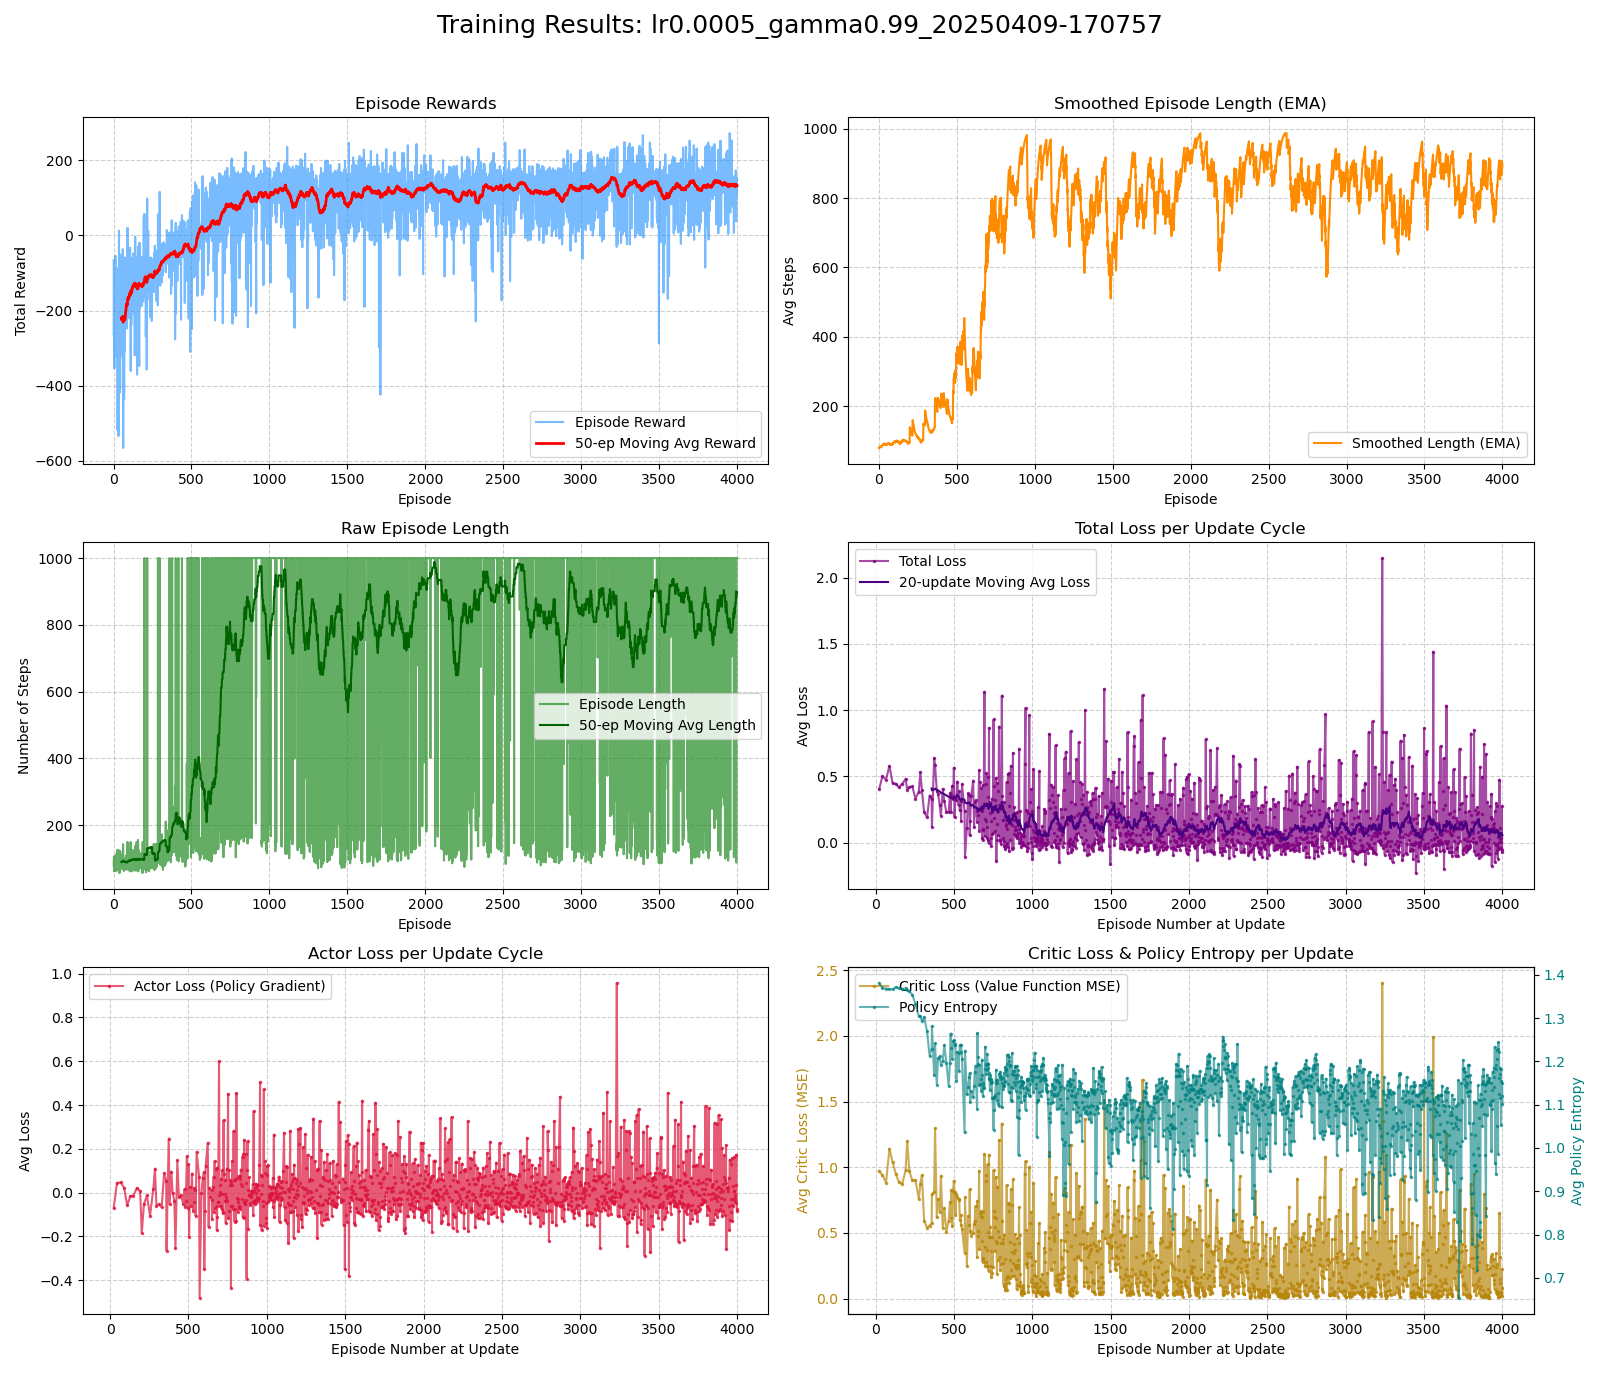 Training Results: lr0.0005_gamma0.99_20250409-170757
Episode Rewards
Total Reward
200
0
−200
−400
−600
0 500 1000 1500 2000 2500 3000 3500 4000
Episode
Episode Reward
50-ep Moving Avg Reward
Smoothed Episode Length (EMA)
Avg Steps
1000
800
600
400
200
0 500 1000 1500 2000 2500 3000 3500 4000
Episode
Smoothed Length (EMA)
Raw Episode Length
Number of Steps
1000
800
600
400
200
0 500 1000 1500 2000 2500 3000 3500 4000
Episode
Episode Length
50-ep Moving Avg Length
Total Loss per Update Cycle
Avg Loss
2.0
1.5
1.0
0.5
0.0
0 500 1000 1500 2000 2500 3000 3500 4000
Episode Number at Update
Total Loss
20-update Moving Avg Loss
Actor Loss per Update Cycle
Avg Loss
1.0
0.8
0.6
0.4
0.2
0.0
−0.2
−0.4
0 500 1000 1500 2000 2500 3000 3500 4000
Episode Number at Update
Actor Loss (Policy Gradient)
Critic Loss & Policy Entropy per Update
Avg Critic Loss (MSE)
2.5
2.0
1.5
1.0
0.5
0.0
0 500 1000 1500 2000 2500 3000 3500 4000
Episode Number at Update
Critic Loss (Value Function MSE)
Policy Entropy
1.4
1.3
1.2
1.1
1.0
0.9
0.8
0.7
Avg Policy Entropy